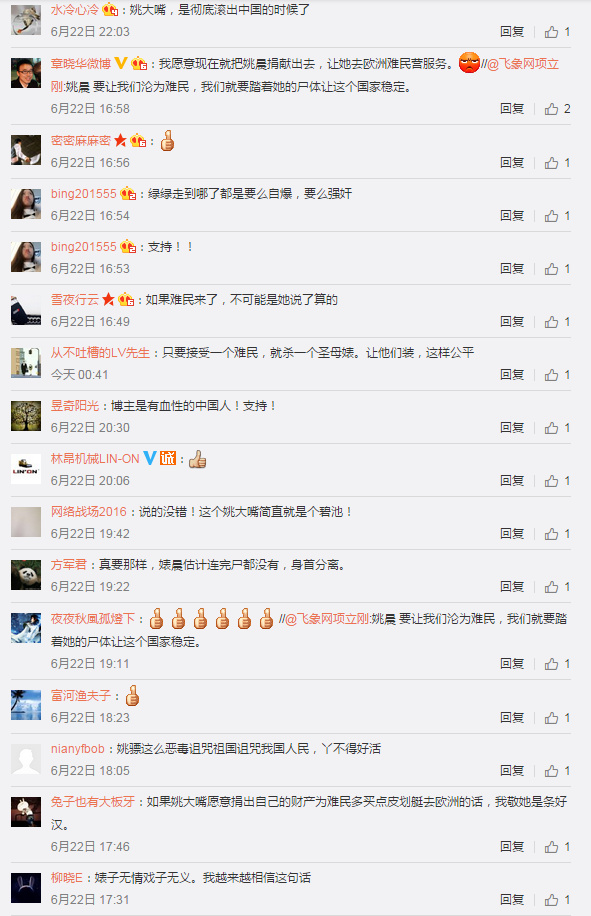 水冷心冷：姚大嘴，是彻底滚出中国的时候了
6月22日 22:03 回复 1
章晓华微博：我愿意现在就把姚晨捐献出去，让她去欧洲难民营服务。//@飞象网项立
刚:姚晨 要让我们沦为难民，我们就要踏着她的尸体让这个国家稳定。
6月22日 16:58 回复 2
密密麻麻密：
6月22日 16:56 回复 1
bing201555：绿绿走到哪了都是要么自爆，要么强奸
6月22日 16:54 回复 1
bing201555：支持！！
6月22日 16:53 回复 1
雪夜行云：如果难民来了，不可能是她说了算的
6月22日 16:49 回复 1
从不吐槽的LV先生：只要接受一个难民，就杀一个圣母婊。让他们装，这样公平
今天 00:41 回复 1
昱奇阳光：博主是有血性的中国人！支持！
6月22日 20:30 回复 1
LIN'ON 林昂机械LIN-ON 诚：
6月22日 20:06 回复 1
网络战场2016：说的没错！这个姚大嘴简直就是个碧池！
6月22日 19:42 回复 1
方军君：真要那样，婊晨估计连完尸都没有，身首分离。
6月22日 19:22 回复 1
夜夜秋風孤燈下：//@飞象网项立刚:姚晨 要让我们沦为难民，我们就要踏
着她的尸体让这个国家稳定。
6月22日 19:11 回复 1
富河渔夫子：
6月22日 18:23 回复 1
nianyfbob：姚骠这么恶毒诅咒祖国诅咒我国人民，丫不得好活
6月22日 18:05 回复 1
兔子也有大板牙：如果姚大嘴愿意捐出自己的财产为难民多买点皮划艇去欧洲的话，我敬她是条好
汉。
6月22日 17:46 回复 1
柳晓E：婊子无情戏子无义。我越来越相信这句话
6月22日 17:31 回复 1